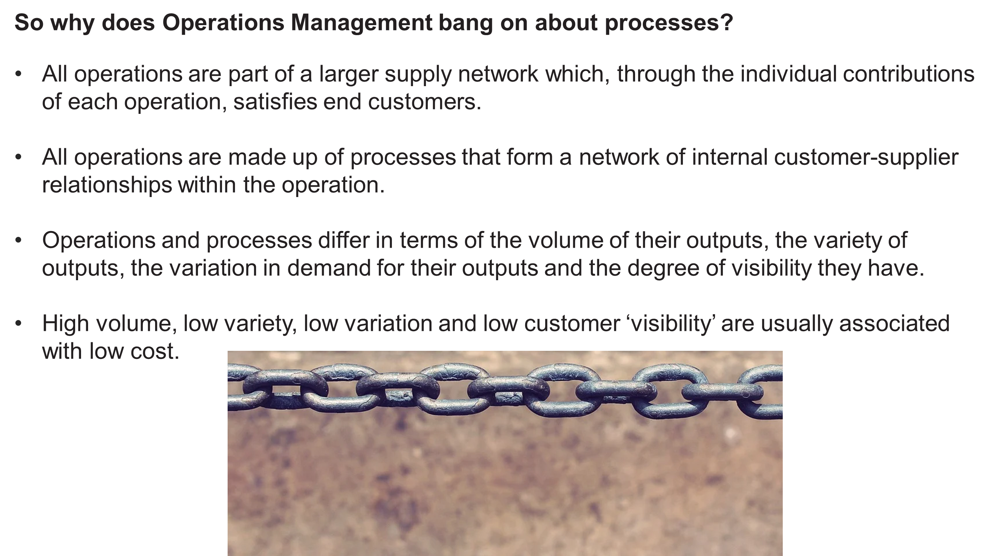 So why does Operations Management bang on about processes?
• All operations are part of a larger supply network which, through the individual contributions
of each operation, satisfies end customers.
• All operations are made up of processes that form a network of internal customer-supplier
relationships within the operation.
• Operations and processes differ in terms of the volume of their outputs, the variety of
outputs, the variation in demand for their outputs and the degree of visibility they have.
• High volume, low variety, low variation and low customer ‘visibility’ are usually associated
with low cost.